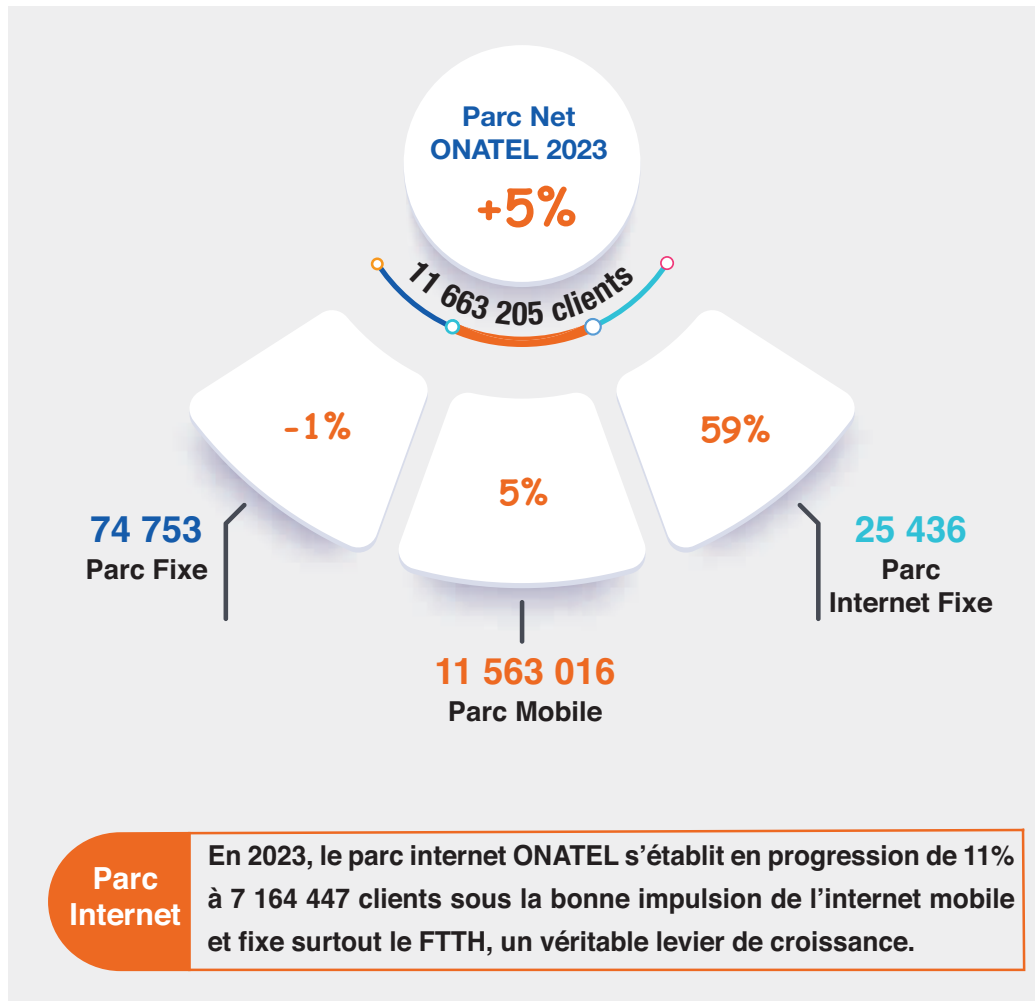 Parc Net
ONATEL 2023
+5%
11 663 205 clients
-1%
5%
59%
74 753
Parc Fixe
11 563 016
Parc Mobile
25 436
Parc
Internet Fixe
Parc
Internet
En 2023, le parc internet ONATEL s’établit en progression de 11%
à 7 164 447 clients sous la bonne impulsion de l’internet mobile
et fixe surtout le FTTH, un véritable levier de croissance.